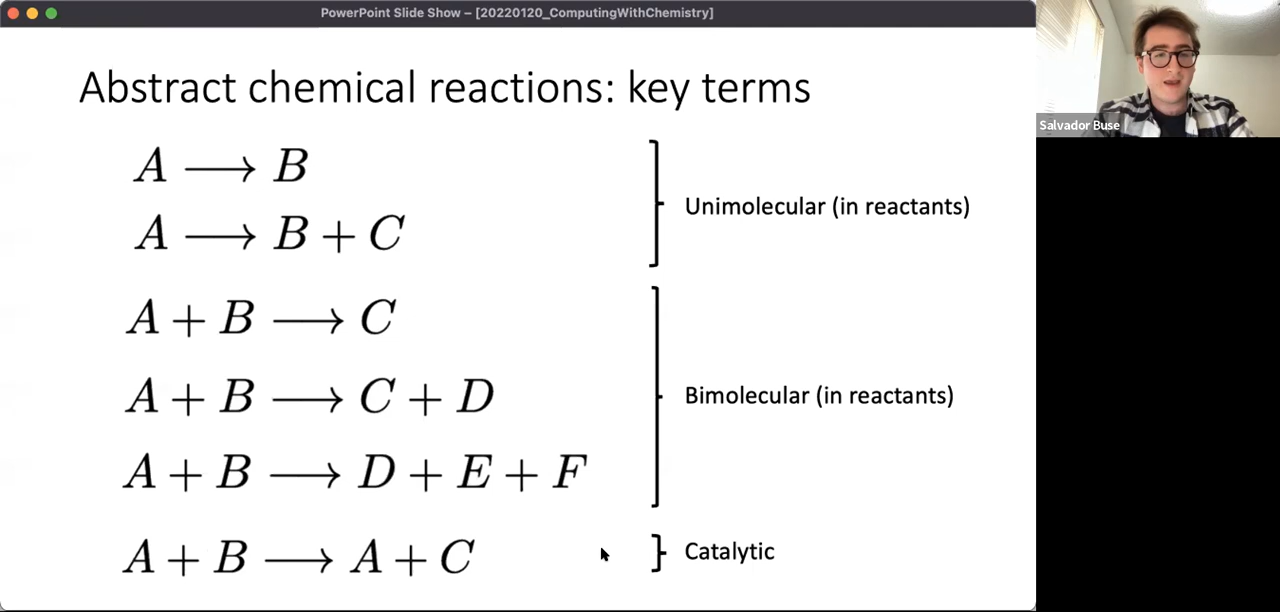 PowerPoint Slide Show – [20220120_ComputingWithChemistry]
Salvador Buse
Abstract chemical reactions: key terms
A ⟶ B
A ⟶ B + C
Unimolecular (in reactants)
A + B ⟶ C
A + B ⟶ C + D
A + B ⟶ D + E + F
Bimolecular (in reactants)
A + B ⟶ A + C
Catalytic